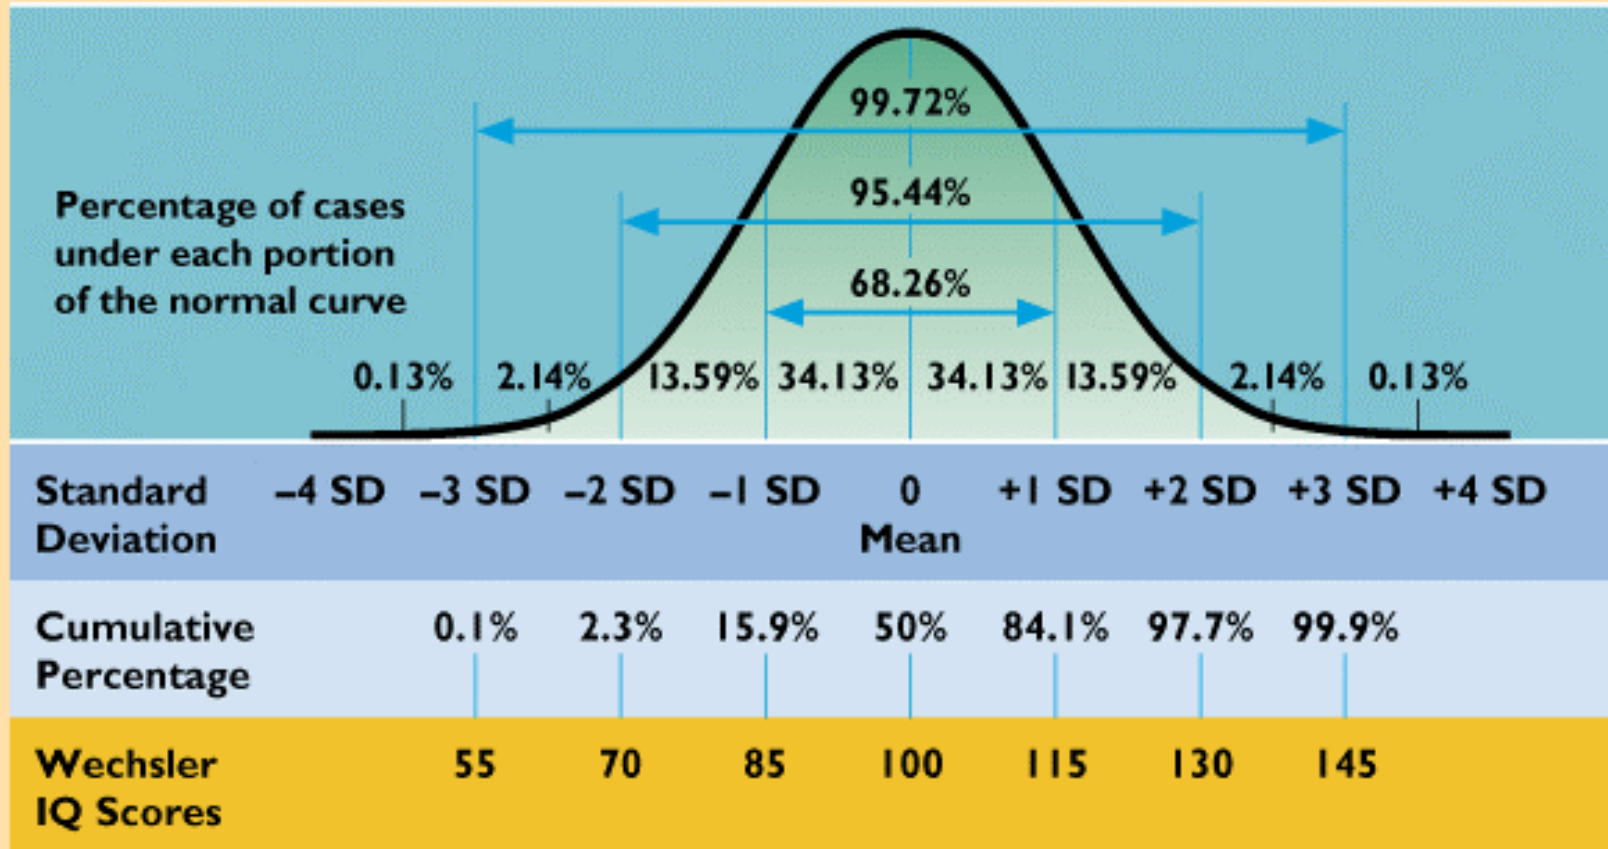 99.72%
95.44%
Percentage of cases
under each portion
of the normal curve
68.26%
0.13% 2.14% 13.59% 34.13% 34.13% 13.59% 2.14% 0.13%
Standard Deviation
–4 SD –3 SD –2 SD –1 SD 0 Mean +1 SD +2 SD +3 SD +4 SD
Cumulative Percentage
0.1% 2.3% 15.9% 50% 84.1% 97.7% 99.9%
Wechsler IQ Scores
55 70 85 100 115 130 145